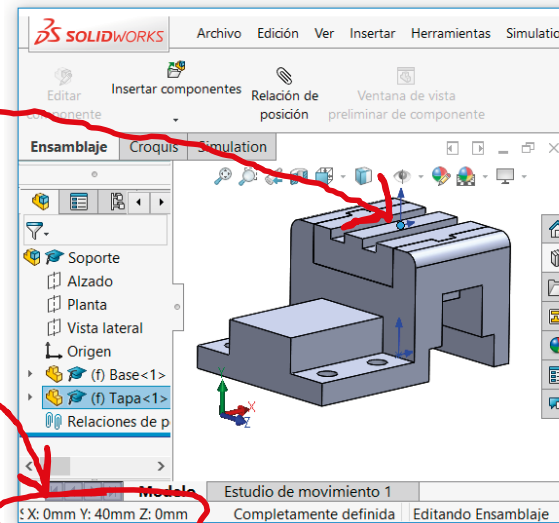 SOLIDWORKS
Archivo Edición Ver Insertar Herramientas Simulatio
Editar componente
Insertar componentes
Relación de posición
Ventana de vista preliminar de componente
Ensamblaje Croquis Simulation
Soporte
Alzado
Planta
Vista lateral
Origen
(f) Base<1>
(f) Tapa<1>
Relaciones de p
Y
X
Z
Modelo Estudio de movimiento 1
X: 0mm Y: 40mm Z: 0mm Completamente definida Editando Ensamblaje